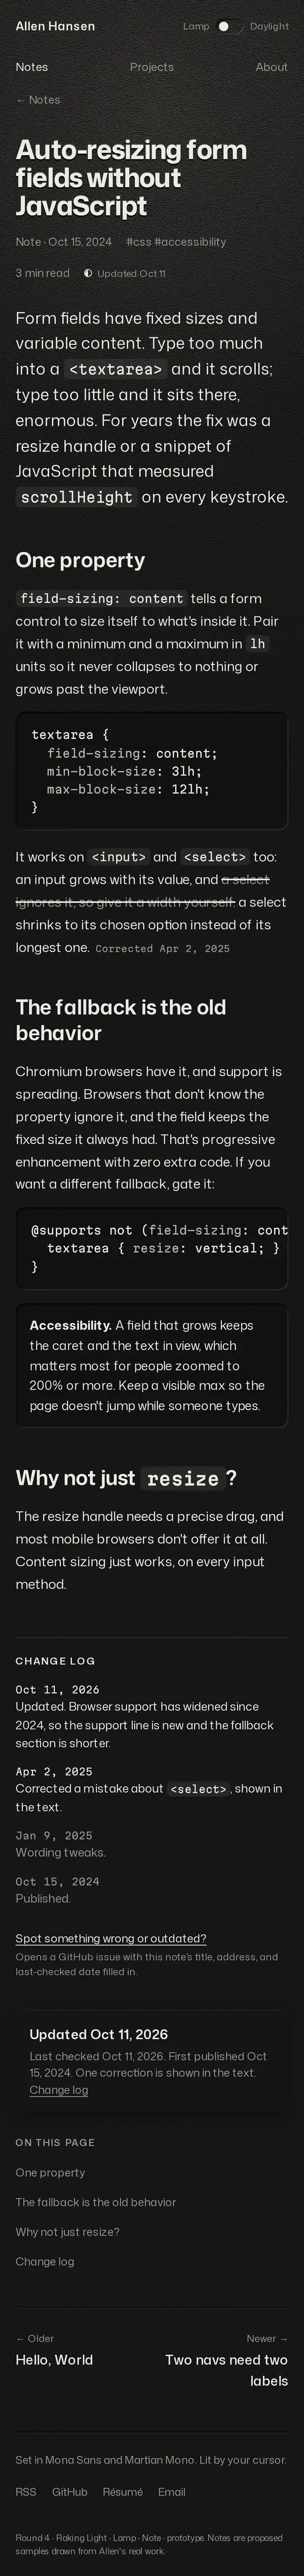 Allen Hansen
Lamp Daylight
Notes Projects About
← Notes
Auto-resizing form
fields without
JavaScript
Note · Oct 15, 2024 #css #accessibility
3 min read Updated Oct 11
Form fields have fixed sizes and
variable content. Type too much
into a <textarea> and it scrolls;
type too little and it sits there,
enormous. For years the fix was a
resize handle or a snippet of
JavaScript that measured
scrollHeight on every keystroke.
One property
field-sizing: content tells a form
control to size itself to what's inside it. Pair
it with a minimum and a maximum in lh
units so it never collapses to nothing or
grows past the viewport.
textarea {
field-sizing: content;
min-block-size: 3lh;
max-block-size: 12lh;
}
It works on <input> and <select> too:
an input grows with its value, and a select
ignores it, so give it a width yourself. a select
shrinks to its chosen option instead of its
longest one. Corrected Apr 2, 2025
The fallback is the old
behavior
Chromium browsers have it, and support is
spreading. Browsers that don't know the
property ignore it, and the field keeps the
fixed size it always had. That's progressive
enhancement with zero extra code. If you
want a different fallback, gate it:
@supports not (field-sizing: cont
textarea { resize: vertical; }
}
Accessibility. A field that grows keeps
the caret and the text in view, which
matters most for people zoomed to
200% or more. Keep a visible max so the
page doesn't jump while someone types.
Why not just resize?
The resize handle needs a precise drag, and
most mobile browsers don't offer it at all.
Content sizing just works, on every input
method.
CHANGE LOG
Oct 11, 2026
Updated. Browser support has widened since
2024, so the support line is new and the fallback
section is shorter.
Apr 2, 2025
Corrected a mistake about <select>, shown in
the text.
Jan 9, 2025
Wording tweaks.
Oct 15, 2024
Published.
Spot something wrong or outdated?
Opens a GitHub issue with this note's title, address, and
last-checked date filled in.
Updated Oct 11, 2026
Last checked Oct 11, 2026. First published Oct
15, 2024. One correction is shown in the text.
Change log
ON THIS PAGE
One property
The fallback is the old behavior
Why not just resize?
Change log
← Older Newer →
Hello, World Two navs need two
labels
Set in Mona Sans and Martian Mono. Lit by your cursor.
RSS GitHub Résumé Email
Round 4 · Raking Light · Lamp · Note · prototype. Notes are proposed
samples drawn from Allen's real work.